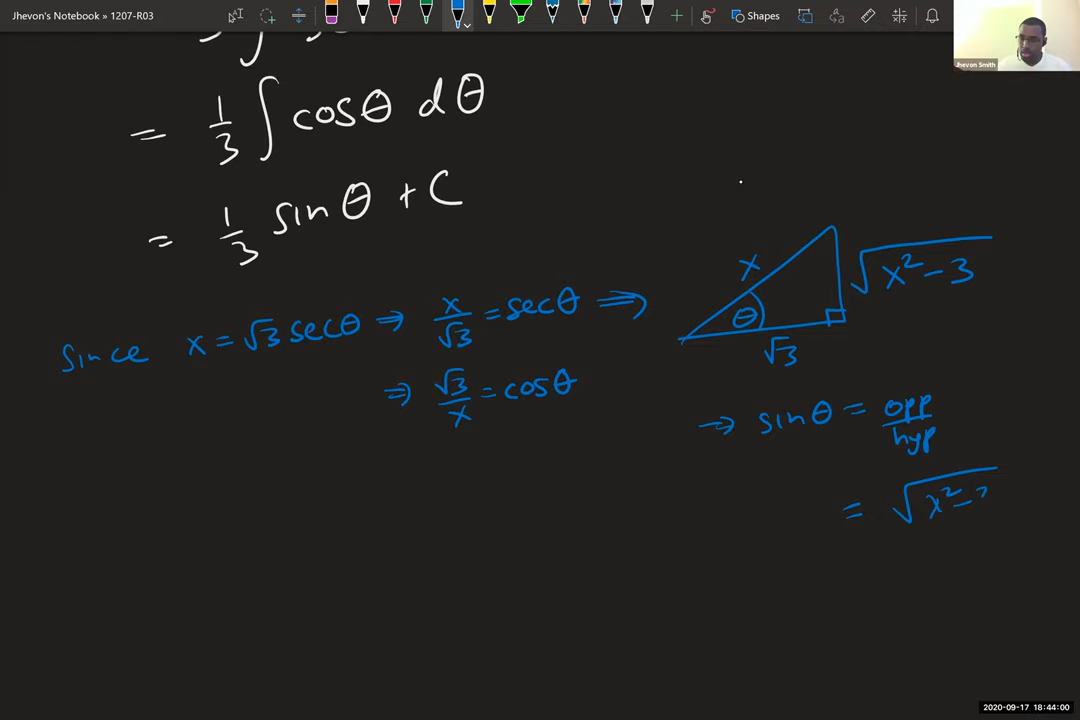 Jhevon's Notebook » 1207-R03
Shapes
Jhevon Smith
= 1/3 ∫ cosθ dθ
= 1/3 sinθ + C
Since x = √3 secθ ⇒ x/√3 = secθ ⇒
⇒ √3/x = cosθ
x
θ
√3
√(x² - 3)
→ sinθ = opp/hyp
= √(x² -
2020-09-17 18:44:00